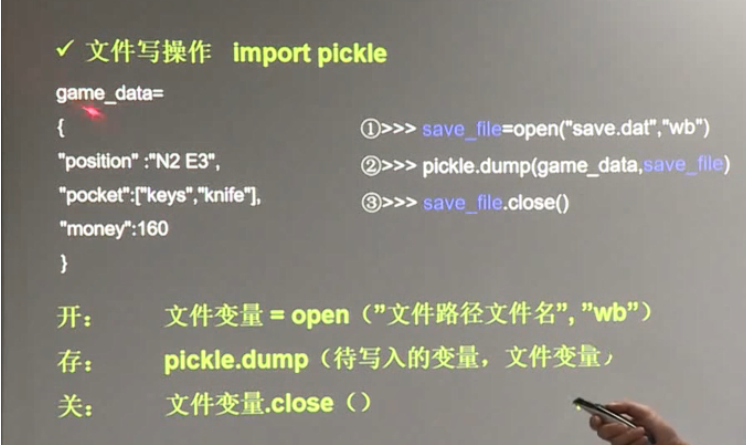 ✓ 文件写操作 import pickle
game_data=
{
"position" :"N2 E3",
"pocket":["keys","knife"],
"money":160
}
①>>> save_file=open("save.dat","wb")
②>>> pickle.dump(game_data,save_file)
③>>> save_file.close()
开： 文件变量 = open（”文件路径文件名”, ”wb”）
存： pickle.dump（待写入的变量，文件变量）
关： 文件变量.close（）